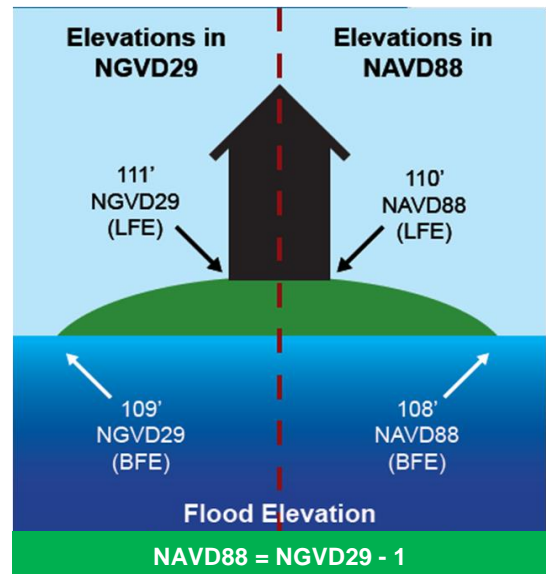 Elevations in
NGVD29
Elevations in
NAVD88
111'
NGVD29
(LFE)
110'
NAVD88
(LFE)
109'
NGVD29
(BFE)
108'
NAVD88
(BFE)
Flood Elevation
NAVD88 = NGVD29 - 1